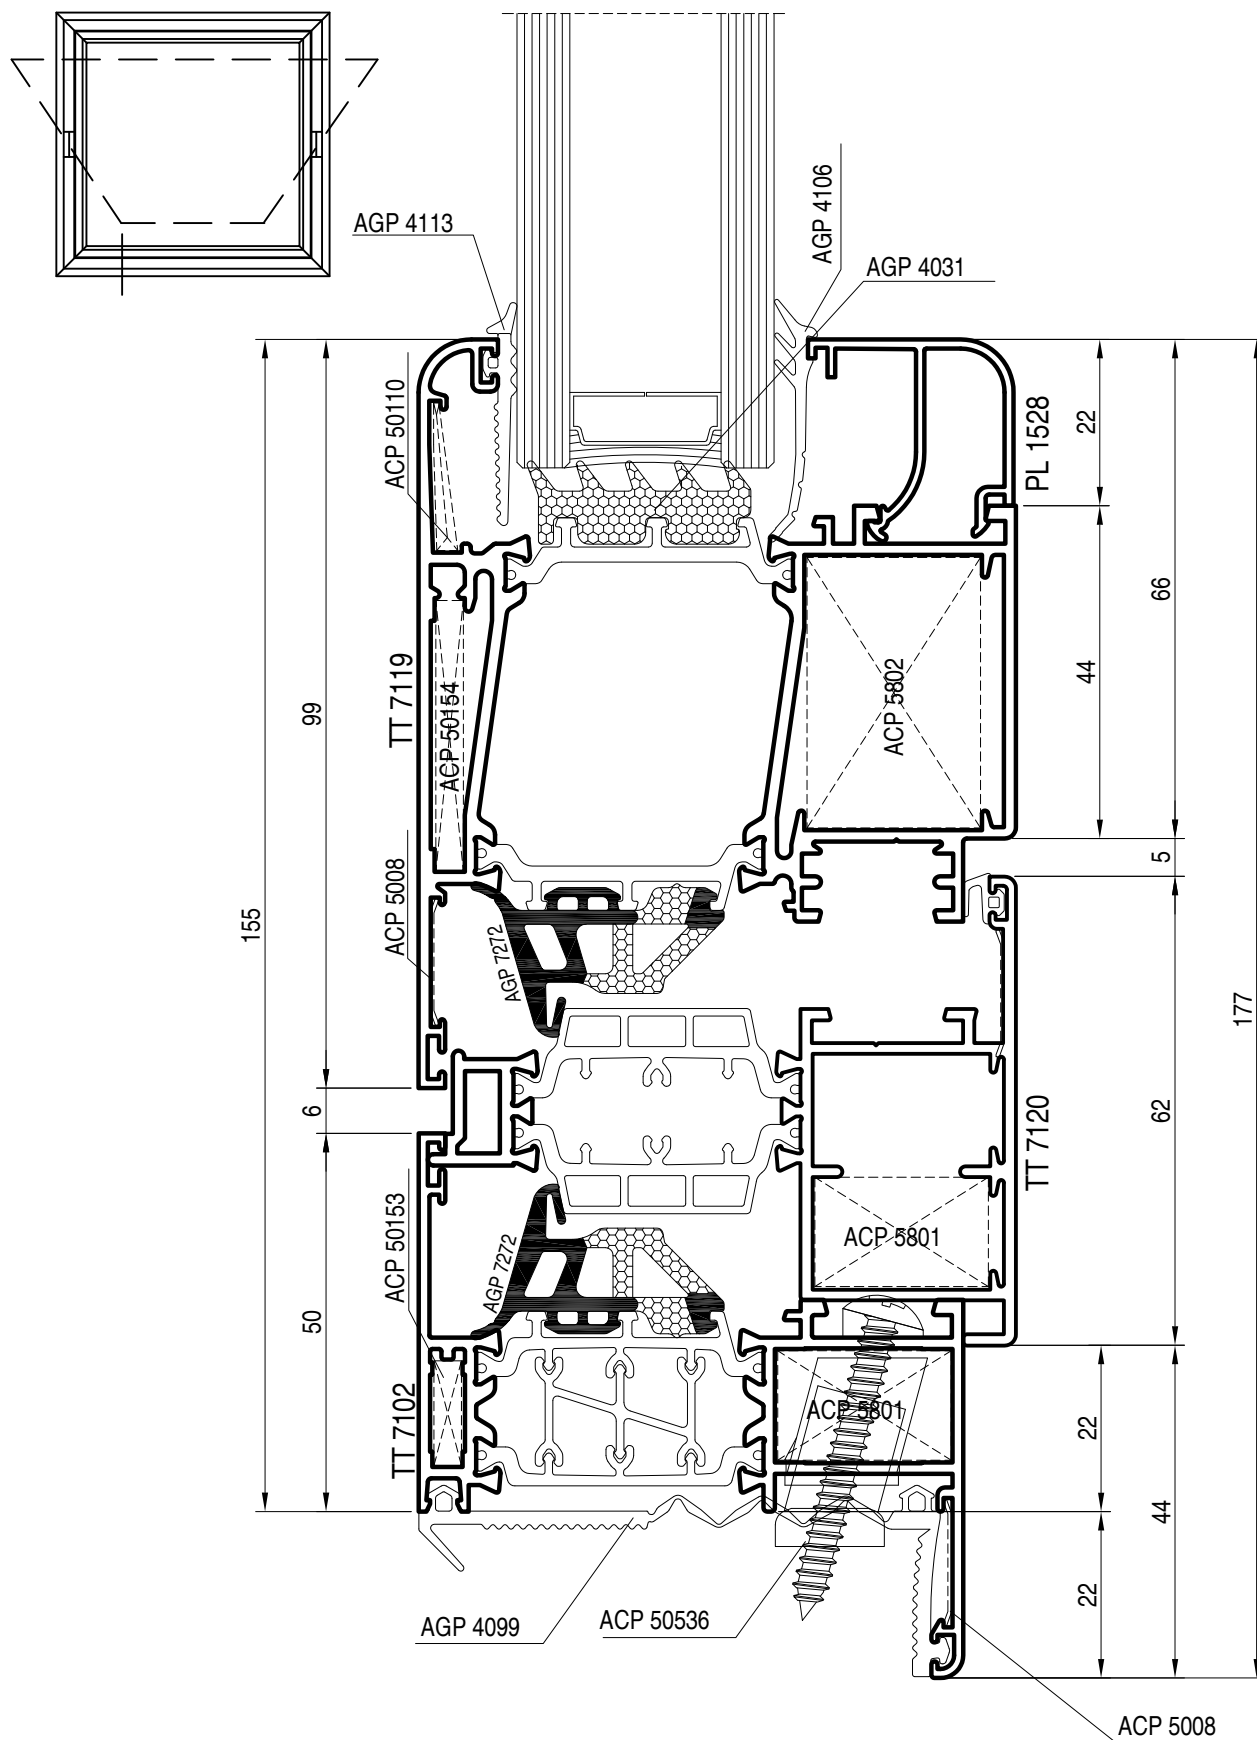 AGP 4113
AGP 4106
AGP 4031
ACP 50110
PL 1528
22
66
44
TT 7119
ACP 50154
ACP 5802
99
5
ACP 5008
155
AGP 7272
177
6
62
TT 7120
ACP 50153
AGP 7272
ACP 5801
50
TT 7102
ACP 5801
22
44
22
AGP 4099
ACP 50536
ACP 5008